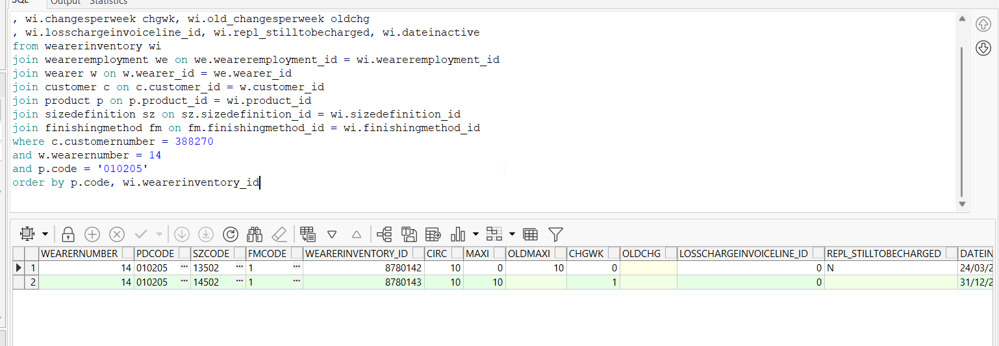 Output Statistics
, wi.changesperweek chgwk, wi.old_changesperweek oldchg
, wi.losschargeinvoiceline_id, wi.repl_stilltobecharged, wi.dateinactive
from wearerinventory wi
join weareremployment we on we.weareremployment_id = wi.weareremployment_id
join wearer w on w.wearer_id = we.wearer_id
join customer c on c.customer_id = w.customer_id
join product p on p.product_id = wi.product_id
join sizedefinition sz on sz.sizedefinition_id = wi.sizedefinition_id
join finishingmethod fm on fm.finishingmethod_id = wi.finishingmethod_id
where c.customernumber = 388270
and w.wearernumber = 14
and p.code = '010205'
order by p.code, wi.wearerinventory_id
WEARERNUMBER PDCODE SZCODE FMCODE WEARERINVENTORY_ID CIRC MAXI OLDMAXI CHGWK OLDCHG LOSSCHARGEINVOICELINE_ID REPL_STILLTOBECHARGED DATEIN
1 14 010205 ··· 13502 ··· 1 ··· 8780142 10 0 10 0 0 N 24/03/2
2 14 010205 ··· 14502 ··· 1 ··· 8780143 10 10 1 0 31/12/2